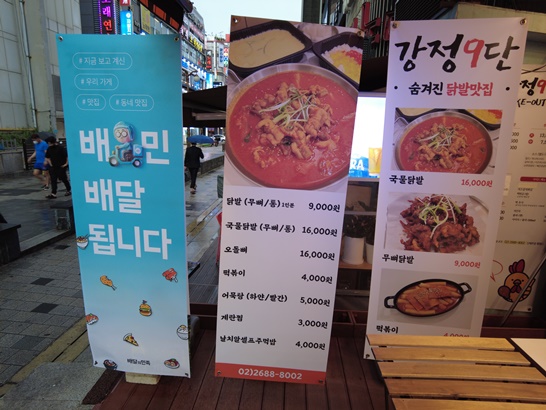 # 지금 보고 계신
# 우리 가게
# 맛집
# 동네 맛집
배민
배달
됩니다
배달의민족
닭발 (무뼈/통) 1인분 9,000원
국물닭발 (무뼈/통) 16,000원
오돌뼈 16,000원
떡볶이 4,000원
어묵탕 (하얀/빨간) 5,000원
계란찜 3,000원
날치알셀프주먹밥 4,000원
02)2688-8002
강정9단
숨겨진 닭발맛집
국물닭발 16,000원
무뼈닭발 9,000원
떡볶이